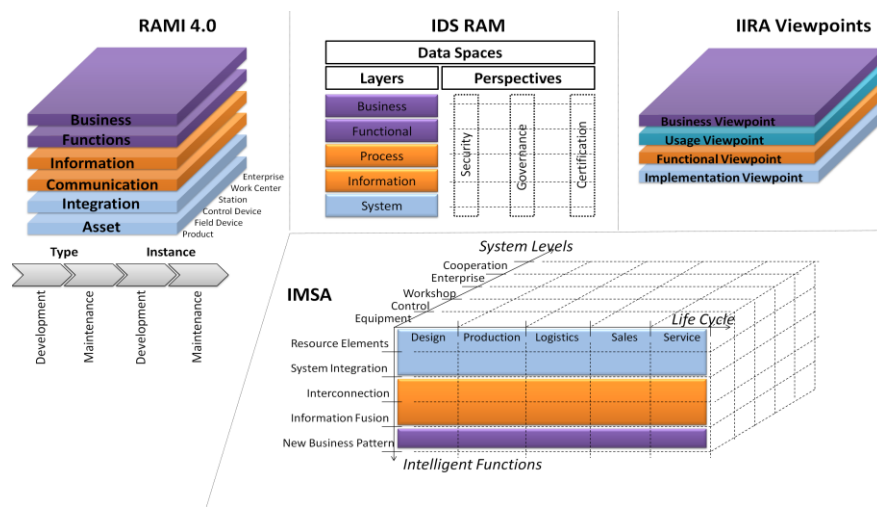 RAMI 4.0
Business
Functions
Information
Communication
Integration
Asset
Enterprise
Work Center
Station
Control Device
Field Device
Product
Type
Instance
Development
Maintenance
Development
Maintenance
IDS RAM
Data Spaces
Layers
Perspectives
Business
Functional
Process
Information
System
Security
Governance
Certification
IIRA Viewpoints
Business Viewpoint
Usage Viewpoint
Functional Viewpoint
Implementation Viewpoint
IMSA
System Levels
Cooperation
Enterprise
Workshop
Control
Equipment
Life Cycle
Design
Production
Logistics
Sales
Service
Resource Elements
System Integration
Interconnection
Information Fusion
New Business Pattern
Intelligent Functions